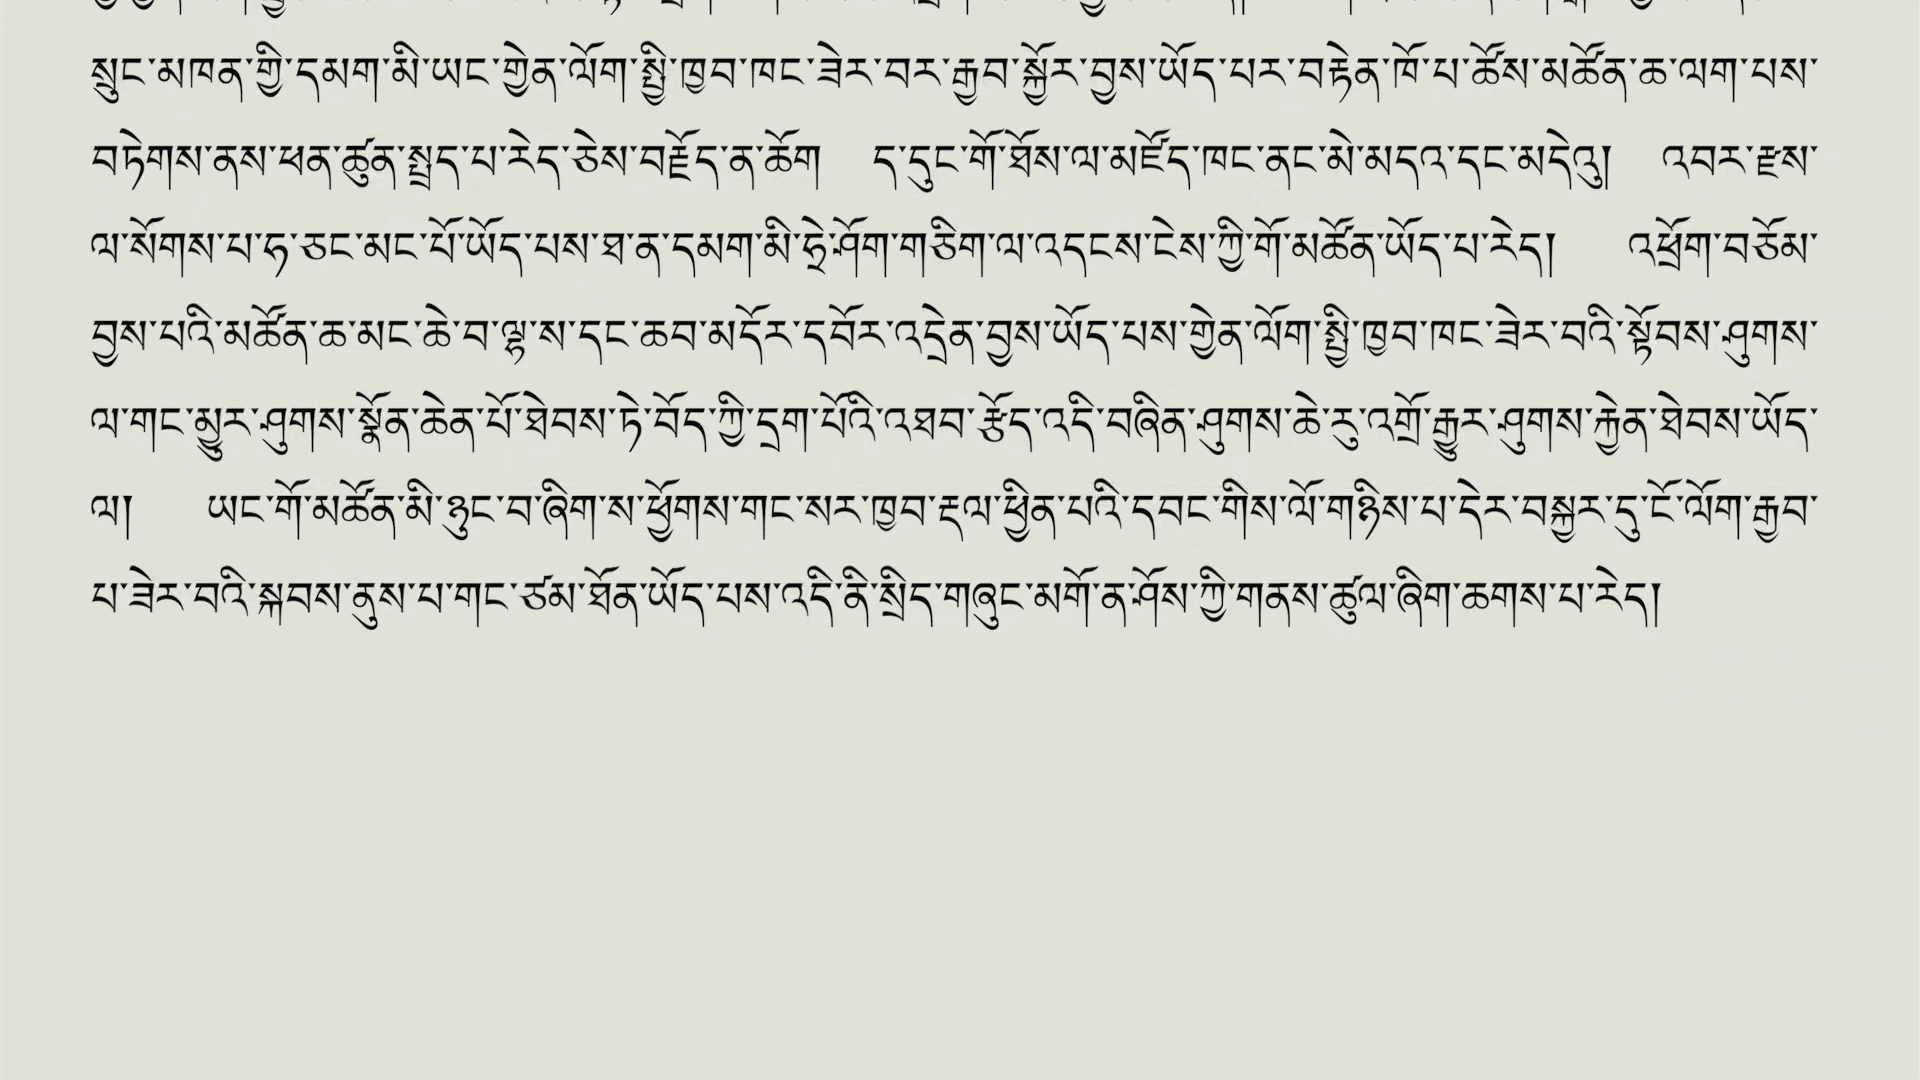 སྲུང་མཁན་གྱི་དམག་མི་ཡང་གྱེན་ལོག་སྤྱི་ཁྱབ་ཁང་ཟེར་བར་རྒྱབ་སྐྱོར་བྱས་ཡོད་པར་བརྟེན་ཁོ་པ་ཚོས་མཚོན་ཆ་ལག་པས་
བཏེགས་ནས་ཕན་ཚུན་སྤྲད་པ་རེད་ཅེས་བརྗོད་ན་ཆོག ད་དུང་གོ་ཐོས་ལ་མཛོད་ཁང་ནང་མེ་མདའ་དང་མདེའུ། འབར་རྫས་
ལ་སོགས་པ་ཧ་ཅང་མང་པོ་ཡོད་པས་ཐ་ན་དམག་མི་ཧྲེ་ཤོག་གཅིག་ལ་འདངས་ངེས་ཀྱི་གོ་མཚོན་ཡོད་པ་རེད། འཕྲོག་བཅོམ་
བྱས་པའི་མཚོན་ཆ་མང་ཆེ་བ་ལྷ་ས་དང་ཆབ་མདོར་དབོར་འདྲེན་བྱས་ཡོད་པས་གྱེན་ལོག་སྤྱི་ཁྱབ་ཁང་ཟེར་བའི་སྟོབས་ཤུགས་
ལ་གང་མྱུར་ཤུགས་སྣོན་ཆེན་པོ་ཐེབས་ཏེ་བོད་ཀྱི་དྲག་པོའི་འཐབ་རྩོད་འདི་བཞིན་ཤུགས་ཆེ་རུ་འགྲོ་རྒྱུར་ཤུགས་རྐྱེན་ཐེབས་ཡོད་
ལ། ཡང་གོ་མཚོན་མི་ཉུང་བ་ཞིག་ས་ཕྱོགས་གང་སར་ཁྱབ་རྡལ་ཕྱིན་པའི་དབང་གིས་ལོ་གཉིས་པ་དེར་བསྐྱར་དུ་ངོ་ལོག་རྒྱབ་
པ་ཟེར་བའི་སྐབས་ནུས་པ་གང་ཙམ་ཐོན་ཡོད་པས་འདི་ནི་སྲིད་གཞུང་མགོ་ན་ཤོས་ཀྱི་གནས་ཚུལ་ཞིག་ཆགས་པ་རེད།